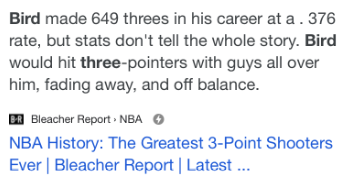 Bird made 649 threes in his career at a . 376
rate, but stats don't tell the whole story. Bird
would hit three-pointers with guys all over
him, fading away, and off balance.
B/R Bleacher Report › NBA
NBA History: The Greatest 3-Point Shooters
Ever | Bleacher Report | Latest ...